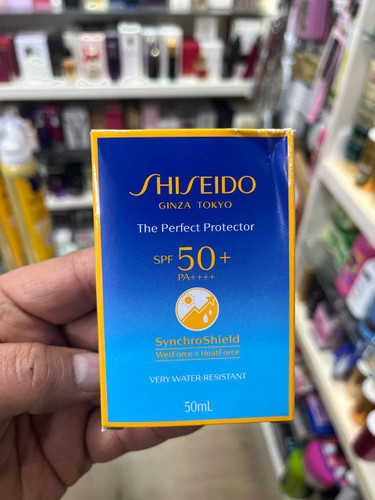 SHISEIDO
GINZA TOKYO
The Perfect Protector
SPF 50+
PA++++
SynchroShield
WetForce × HeatForce
VERY WATER-RESISTANT
50mL